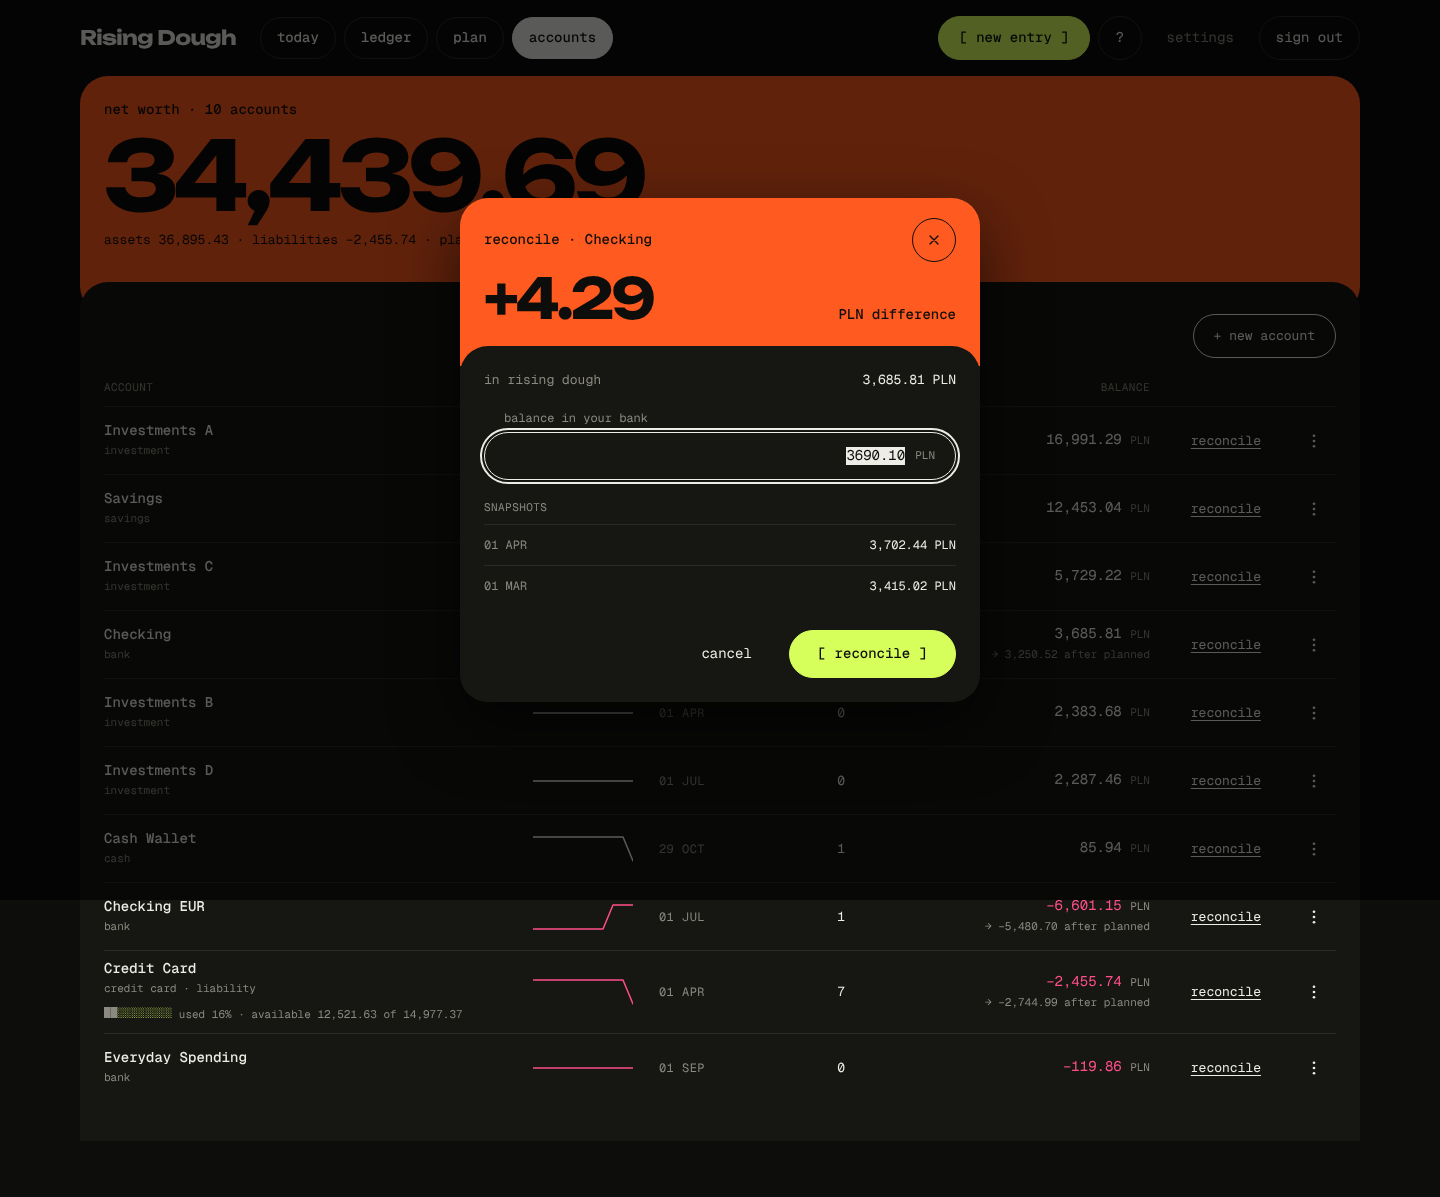 Rising Dough
today
ledger
plan
accounts
[ new entry ]
?
settings
sign out
net worth · 10 accounts
34,439.69
assets 36,895.43 · liabilities −2,455.74 ·
reconcile · Checking
×
+4.29
PLN difference
in rising dough 3,685.81 PLN
balance in your bank
3690.10 PLN
SNAPSHOTS
01 APR 3,702.44 PLN
01 MAR 3,415.02 PLN
cancel
[ reconcile ]
+ new account
ACCOUNT BALANCE
Investments A 16,991.29 PLN reconcile
investment
Savings 12,453.04 PLN reconcile
savings
Investments C 5,729.22 PLN reconcile
investment
Checking 3,685.81 PLN reconcile
bank → 3,250.52 after planned
Investments B 01 APR 0 2,383.68 PLN reconcile
investment
Investments D 01 JUL 0 2,287.46 PLN reconcile
investment
Cash Wallet 29 OCT 1 85.94 PLN reconcile
cash
Checking EUR 01 JUL 1 −6,601.15 PLN reconcile
bank → −5,480.70 after planned
Credit Card 01 APR 7 −2,455.74 PLN reconcile
credit card · liability → −2,744.99 after planned
used 16% · available 12,521.63 of 14,977.37
Everyday Spending 01 SEP 0 −119.86 PLN reconcile
bank